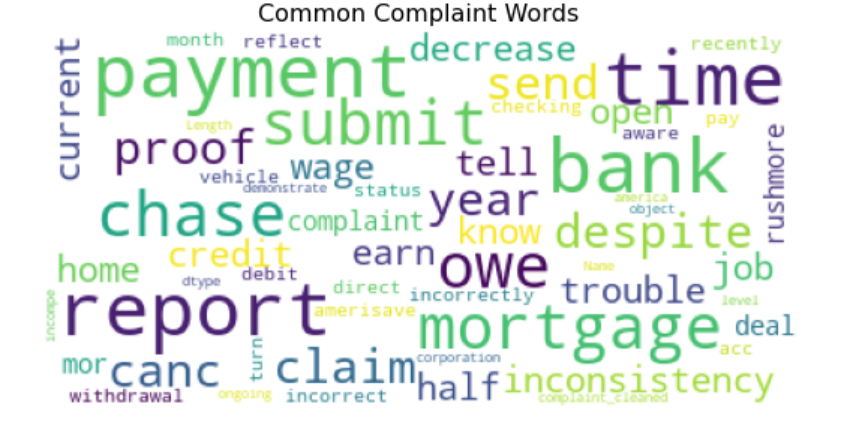 Common Complaint Words
month reflect decrease recently
current payment send time
checking open pay
Length submit aware
proof wage tell bank rushmore
vehicle demonstrate status america
chase year object
complaint know despite
credit earn owe
home dtype debit Name job
incompe report direct incorrectly trouble level
amerisave mortgage deal
mor canc turn claim corporation acc
half inconsistency
withdrawal ongoing incorrect complaint_cleaned